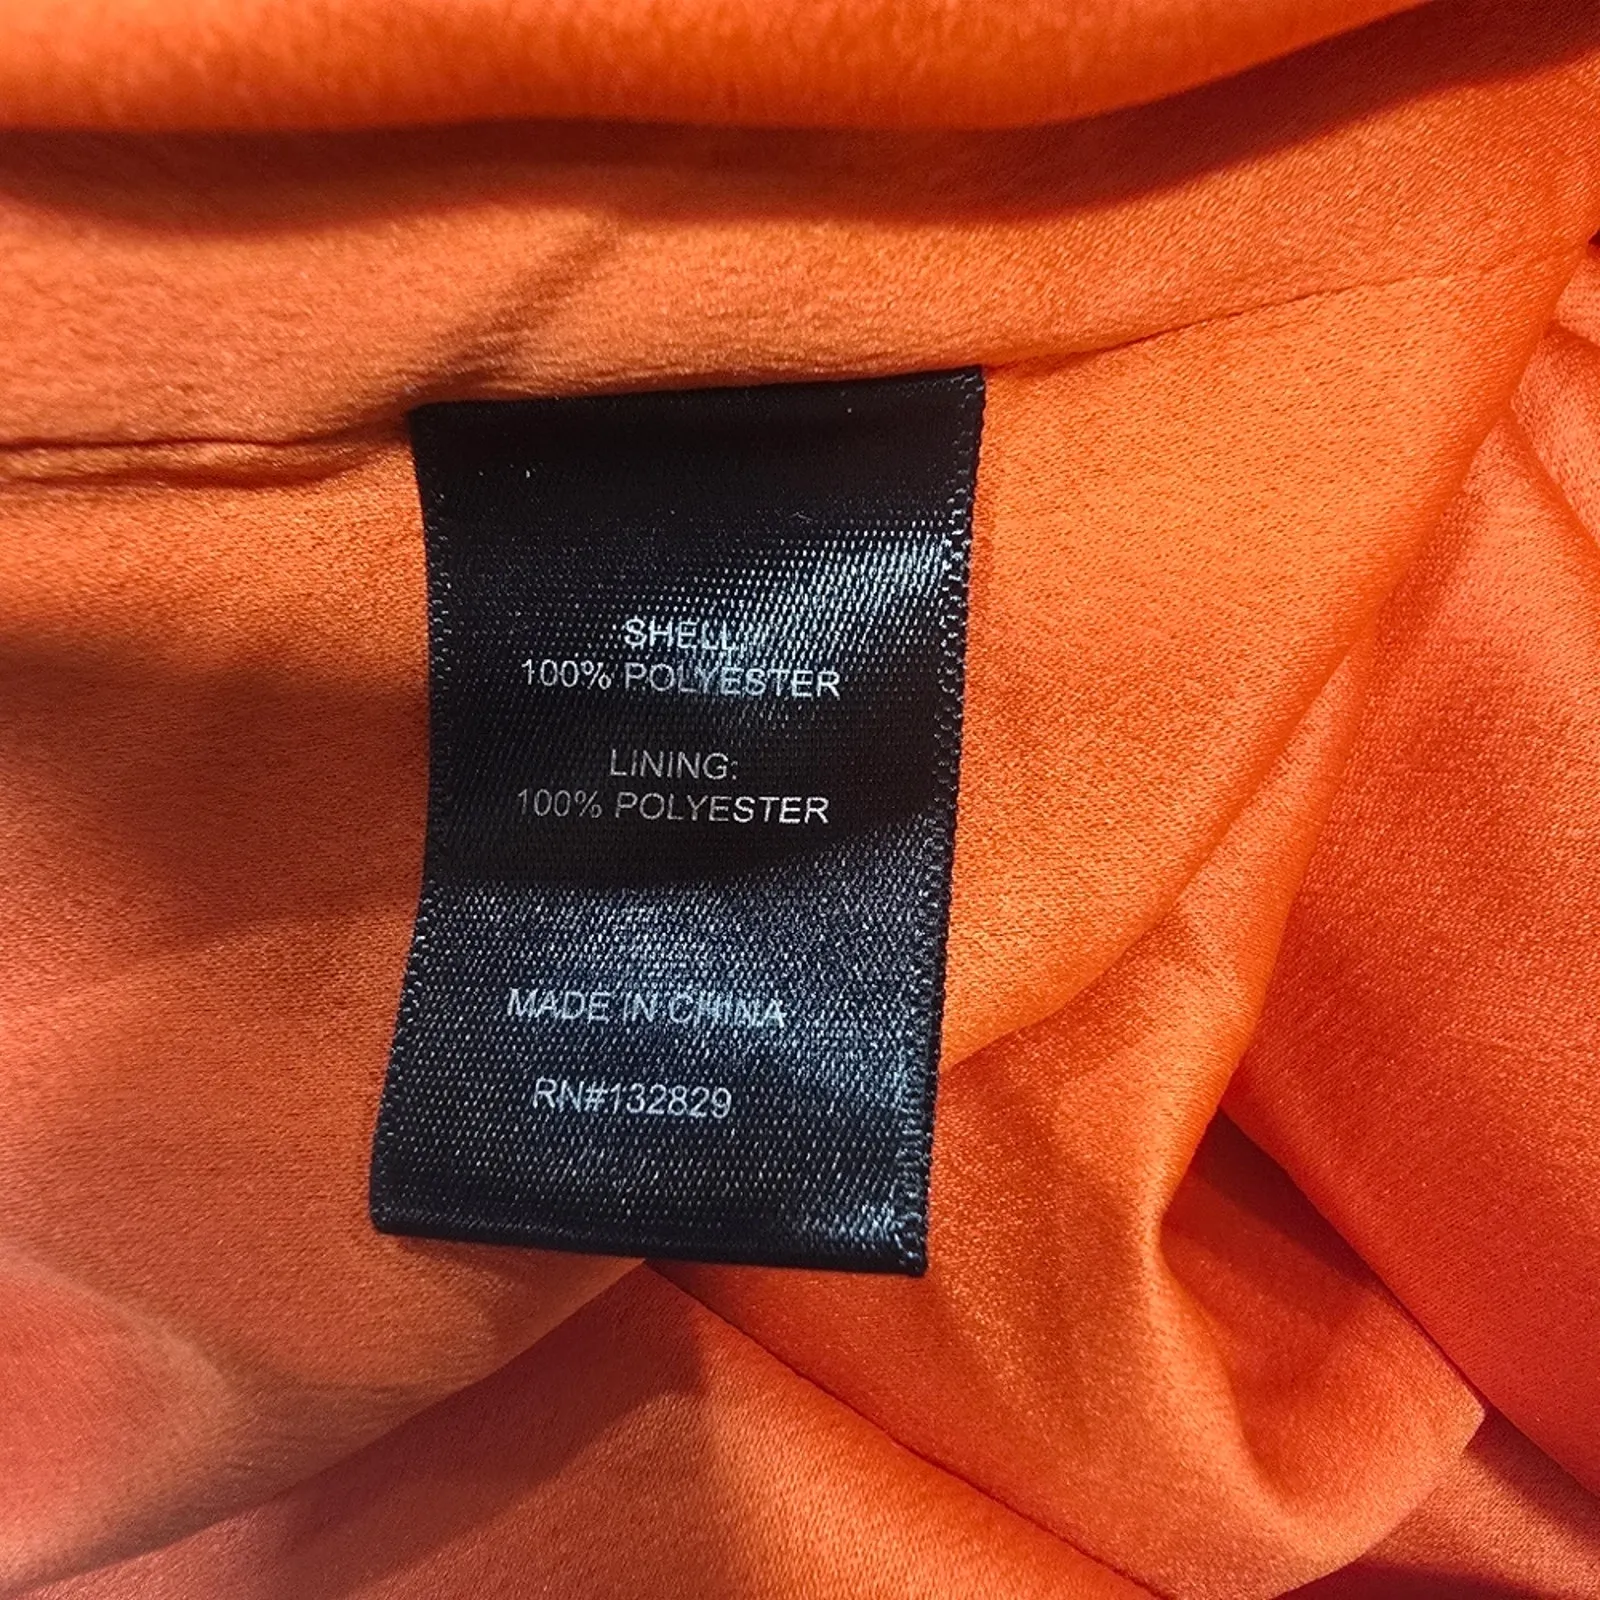 SHELL:
100% POLYESTER
LINING:
100% POLYESTER
MADE IN CHINA
RN#132829